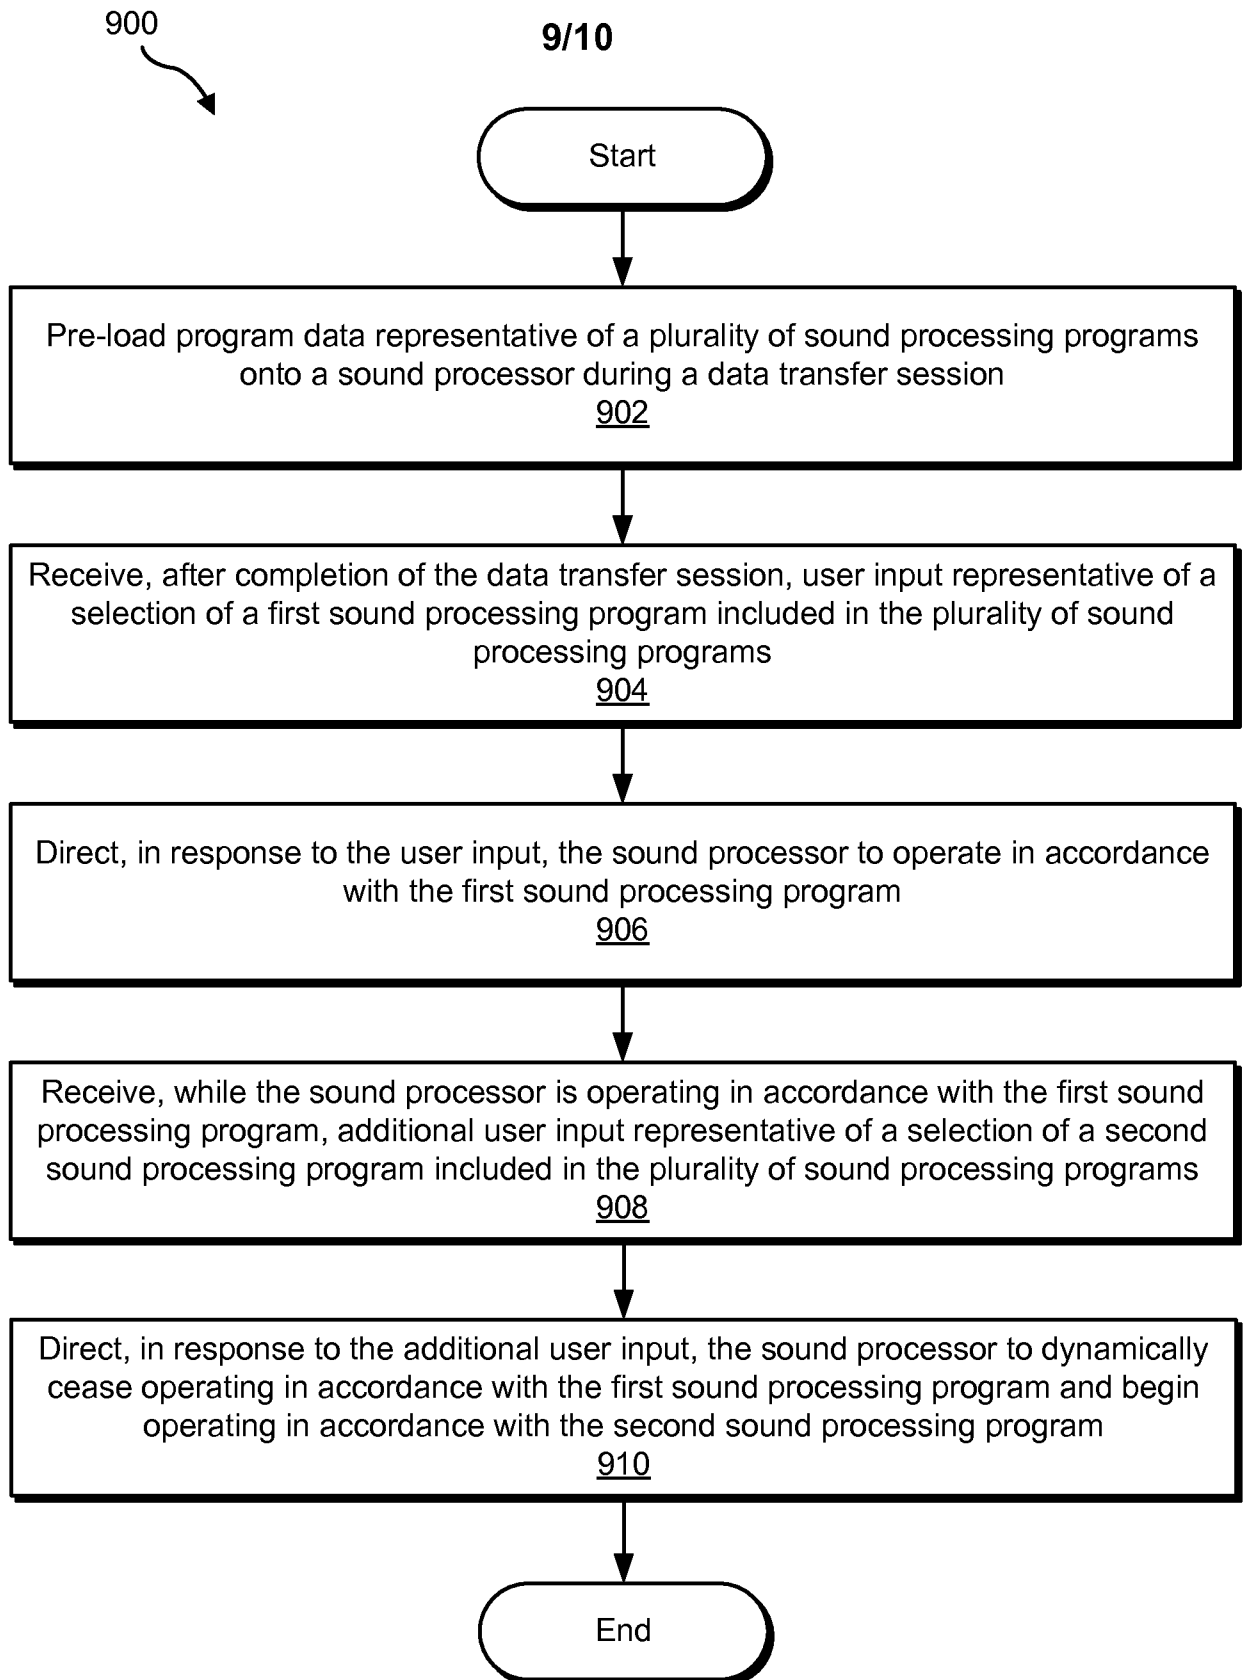 900
9/10
Start
Pre-load program data representative of a plurality of sound processing programs
onto a sound processor during a data transfer session
902
Receive, after completion of the data transfer session, user input representative of a
selection of a first sound processing program included in the plurality of sound
processing programs
904
Direct, in response to the user input, the sound processor to operate in accordance
with the first sound processing program
906
Receive, while the sound processor is operating in accordance with the first sound
processing program, additional user input representative of a selection of a second
sound processing program included in the plurality of sound processing programs
908
Direct, in response to the additional user input, the sound processor to dynamically
cease operating in accordance with the first sound processing program and begin
operating in accordance with the second sound processing program
910
End